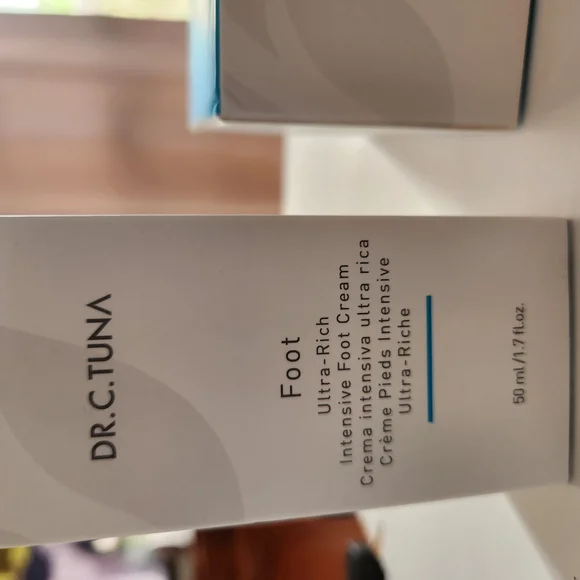 DR.C.TUNA
Foot
Ultra-Rich
Intensive Foot Cream
Crema intensiva ultra rica
Crème Pieds Intensive
Ultra-Riche
50 ml/1.7 fl.oz.